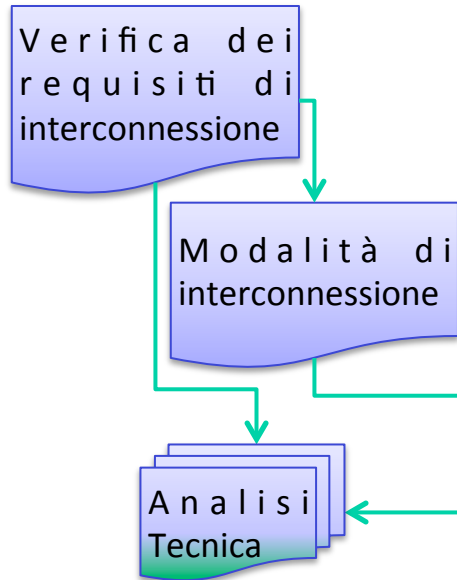 Verifica dei
requisiti di
interconnessione
Modalità di
interconnessione
Analisi
Tecnica